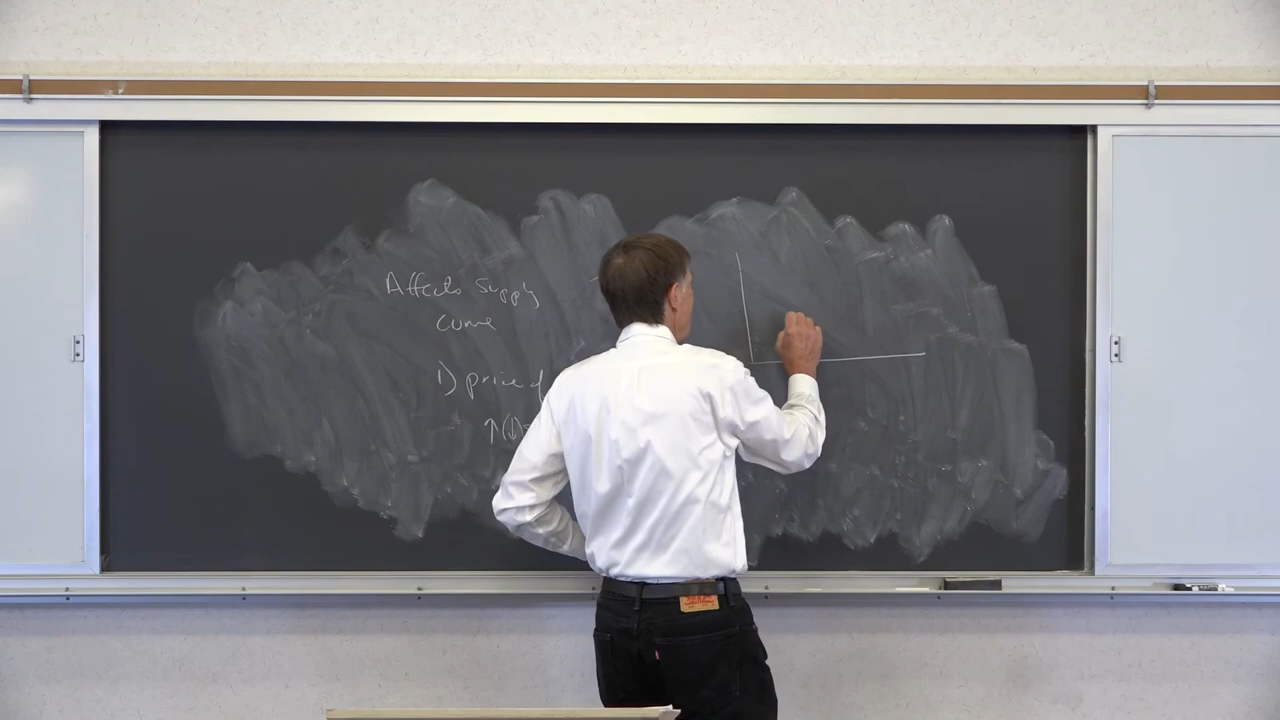 Affects supply
curve
1) price of
↑(↓)